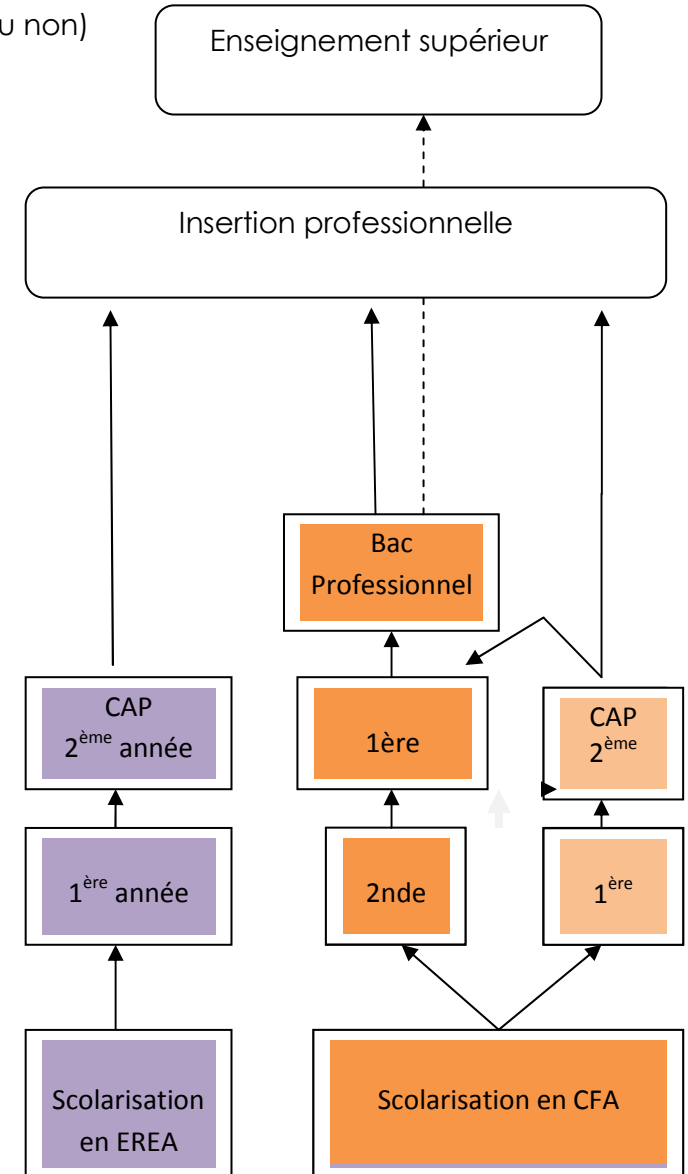 u non)
Enseignement supérieur
Insertion professionnelle
Bac
Professionnel
CAP
2ème année
1ère
CAP
2ème
1ère année
2nde
1ère
Scolarisation
en EREA
Scolarisation en CFA